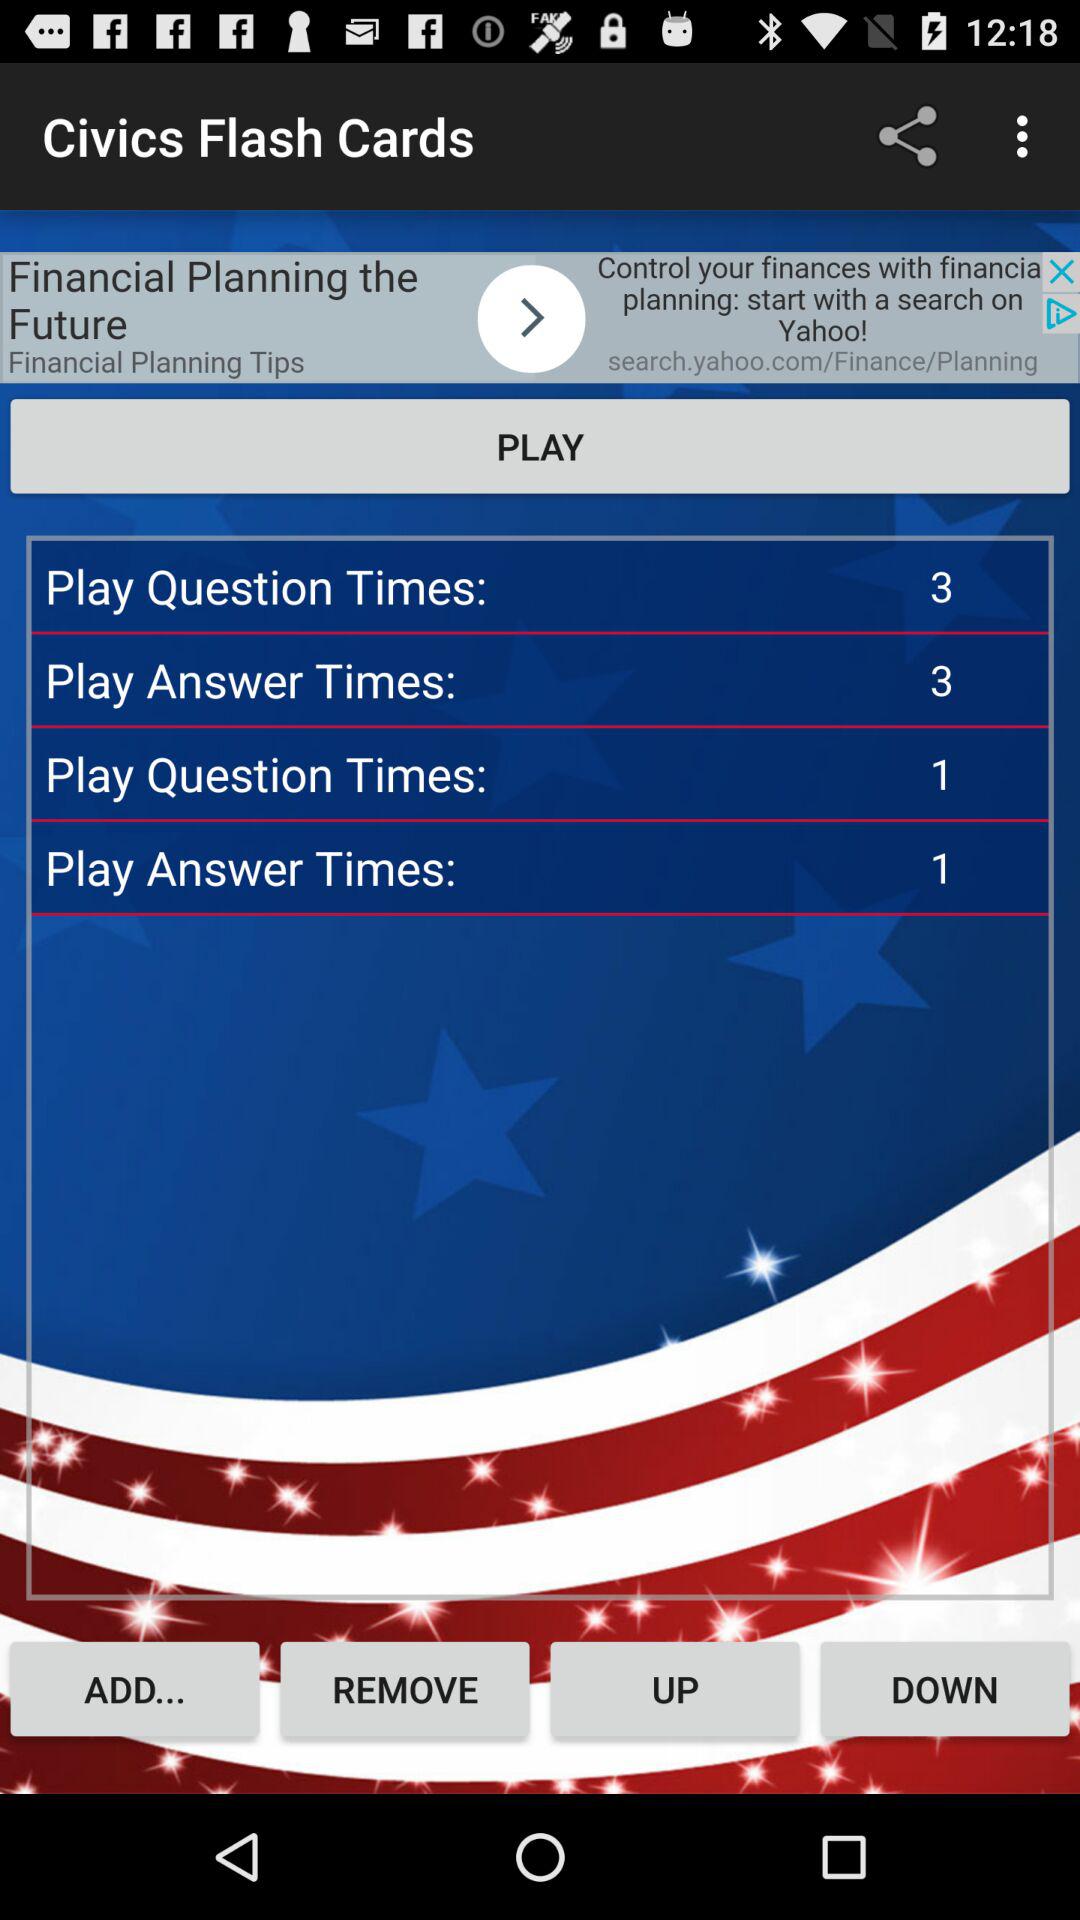 FAKE
12:18
Civics Flash Cards
Financial Planning the
Future
Financial Planning Tips
Control your finances with financia
planning: start with a search on
Yahoo!
search.yahoo.com/Finance/Planning
PLAY
Play Question Times: 3
Play Answer Times: 3
Play Question Times: 1
Play Answer Times: 1
ADD... REMOVE UP DOWN